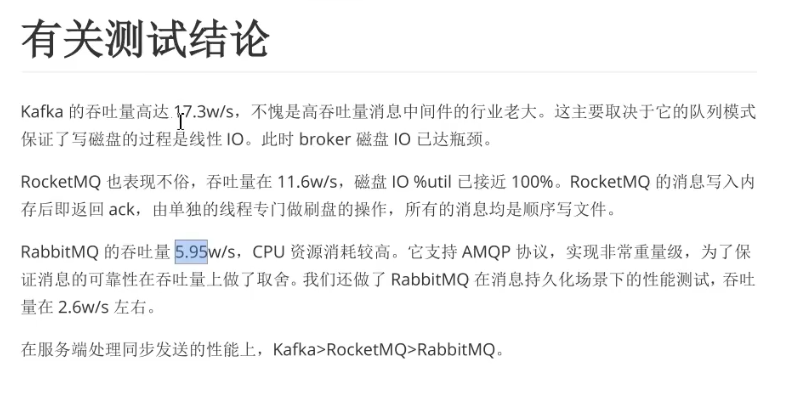 有关测试结论
Kafka 的吞吐量高达 17.3w/s，不愧是高吞吐量消息中间件的行业老大。这主要取决于它的队列模式
保证了写磁盘的过程是线性 IO。此时 broker 磁盘 IO 已达瓶颈。
RocketMQ 也表现不俗，吞吐量在 11.6w/s，磁盘 IO %util 已接近 100%。RocketMQ 的消息写入内
存后即返回 ack，由单独的线程专门做刷盘的操作，所有的消息均是顺序写文件。
RabbitMQ 的吞吐量 5.95w/s，CPU 资源消耗较高。它支持 AMQP 协议，实现非常重量级，为了保
证消息的可靠性在吞吐量上做了取舍。我们还做了 RabbitMQ 在消息持久化场景下的性能测试，吞吐
量在 2.6w/s 左右。
在服务端处理同步发送的性能上，Kafka>RocketMQ>RabbitMQ。